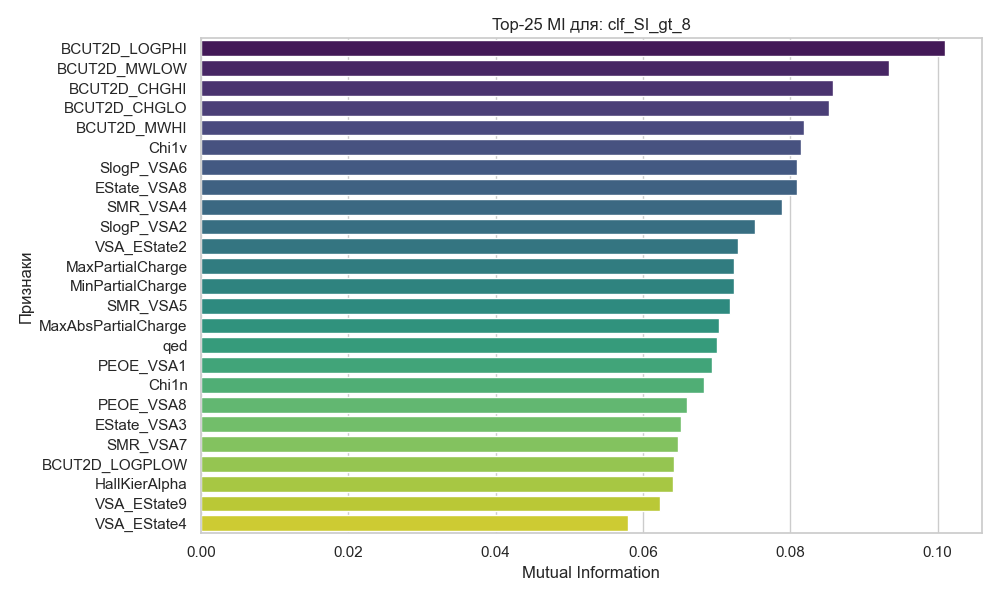 Top-25 MI для: clf_SI_gt_8
Признаки
BCUT2D_LOGPHI
BCUT2D_MWLOW
BCUT2D_CHGHI
BCUT2D_CHGLO
BCUT2D_MWHI
Chi1v
SlogP_VSA6
EState_VSA8
SMR_VSA4
SlogP_VSA2
VSA_EState2
MaxPartialCharge
MinPartialCharge
SMR_VSA5
MaxAbsPartialCharge
qed
PEOE_VSA1
Chi1n
PEOE_VSA8
EState_VSA3
SMR_VSA7
BCUT2D_LOGPLOW
HallKierAlpha
VSA_EState9
VSA_EState4
0.00 0.02 0.04 0.06 0.08 0.10
Mutual Information